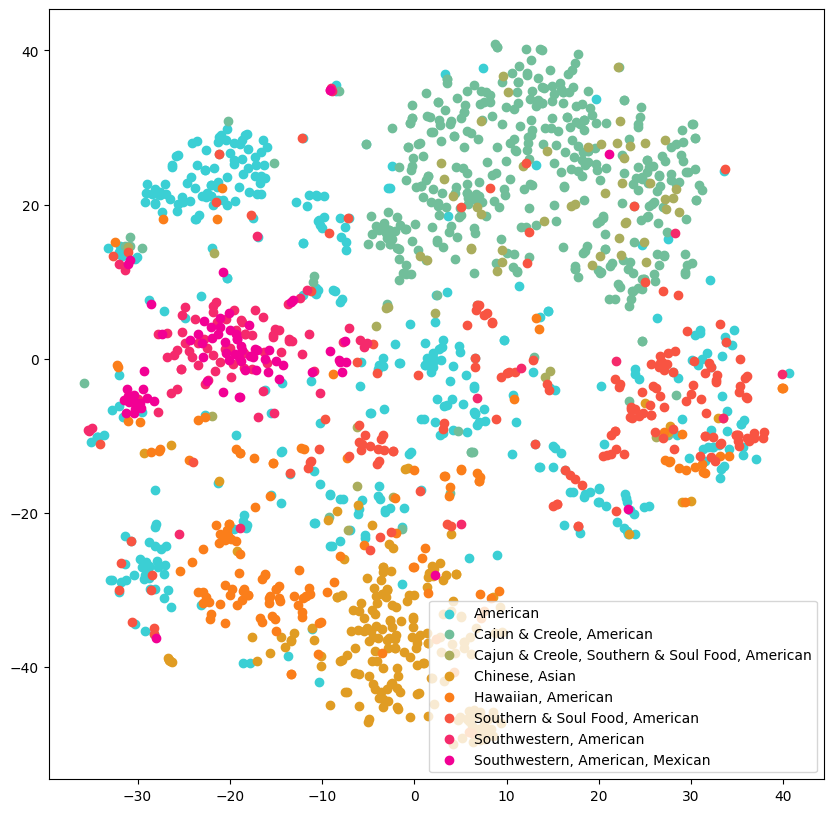 40
20
0
−20
−40
American
Cajun & Creole, American
Cajun & Creole, Southern & Soul Food, American
Chinese, Asian
Hawaiian, American
Southern & Soul Food, American
Southwestern, American
Southwestern, American, Mexican
−30 −20 −10 0 10 20 30 40